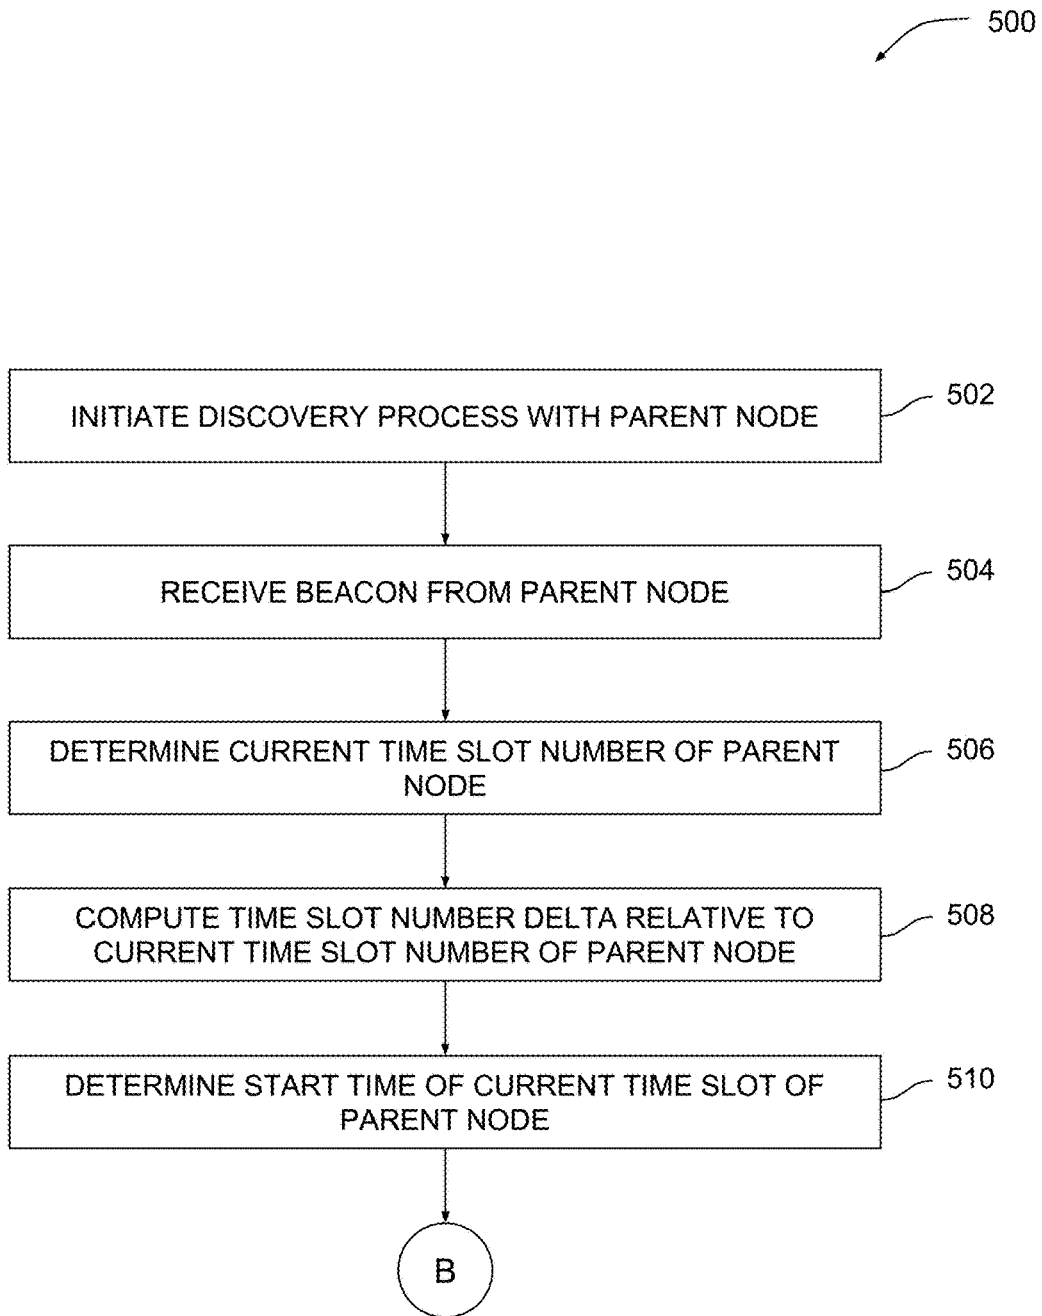 500
INITIATE DISCOVERY PROCESS WITH PARENT NODE
502
RECEIVE BEACON FROM PARENT NODE
504
DETERMINE CURRENT TIME SLOT NUMBER OF PARENT
NODE
506
COMPUTE TIME SLOT NUMBER DELTA RELATIVE TO
CURRENT TIME SLOT NUMBER OF PARENT NODE
508
DETERMINE START TIME OF CURRENT TIME SLOT OF
PARENT NODE
510
B